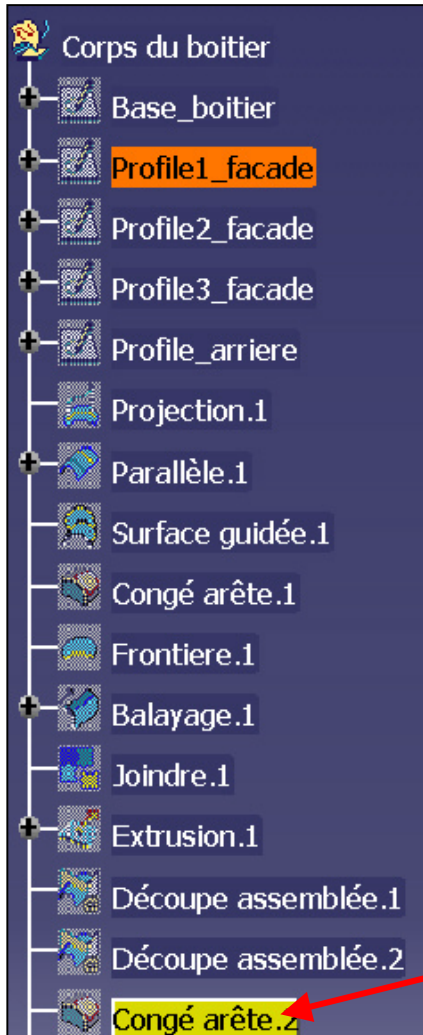 Corps du boitier
Base_boitier
Profile1_facade
Profile2_facade
Profile3_facade
Profile_arriere
Projection.1
Parallèle.1
Surface guidée.1
Congé arête.1
Frontiere.1
Balayage.1
Joindre.1
Extrusion.1
Découpe assemblée.1
Découpe assemblée.2
Congé arête.2